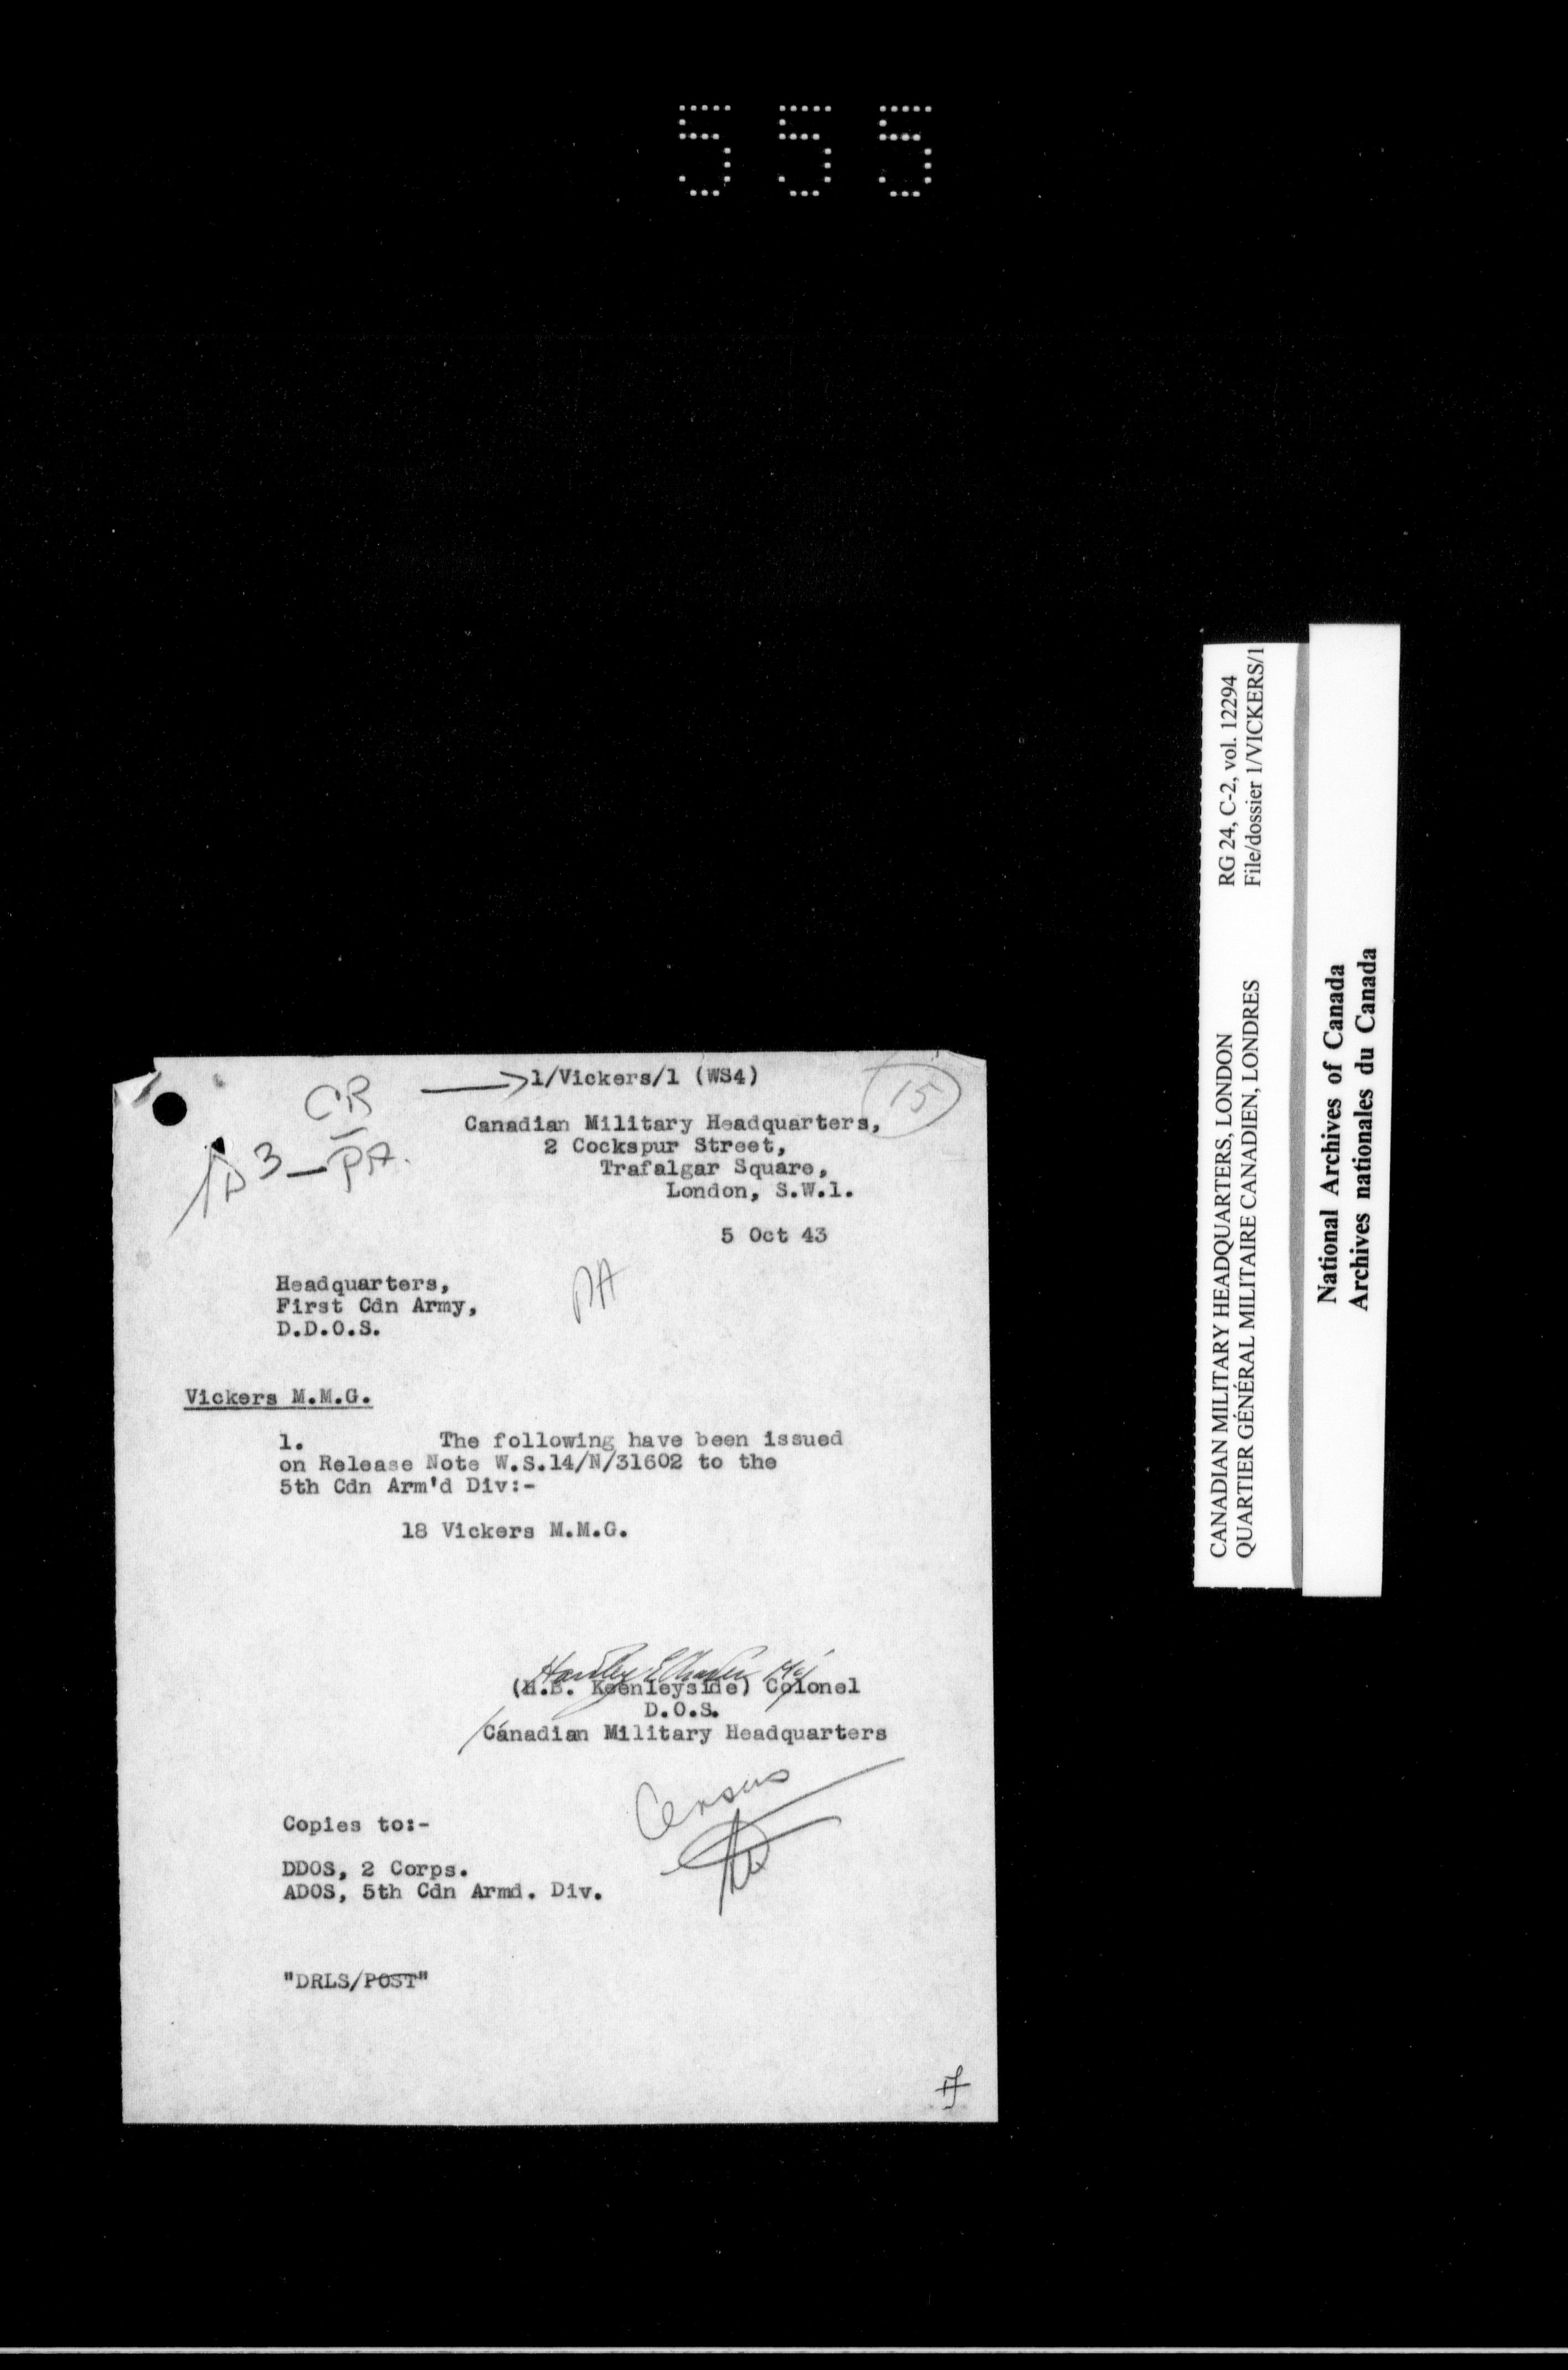 555
1/Vickers/1 (WS4)
15
CR
PA.
Canadian Military Headquarters,
2 Cockspur Street,
Trafalgar Square,
London, S.W.1.
5 Oct 43
PA
Headquarters,
First Cdn Army,
D.D.O.S.
Vickers M.M.G.
1. The following have been issued
on Release Note W.S.14/N/31602 to the
5th Cdn Arm'd Div:-
18 Vickers M.M.G.
Maj
(H.B. Keenleyside) Colonel
D.O.S.
Canadian Military Headquarters
Census
Copies to:-
DDOS, 2 Corps.
ADOS, 5th Cdn Armd. Div.
"DRLS/POST"
CANADIAN MILITARY HEADQUARTERS, LONDON
QUARTIER GÉNÉRAL MILITAIRE CANADIEN, LONDRES
RG 24, C-2, vol. 12294
File/dossier 1/VICKERS/1
National Archives of Canada
Archives nationales du Canada